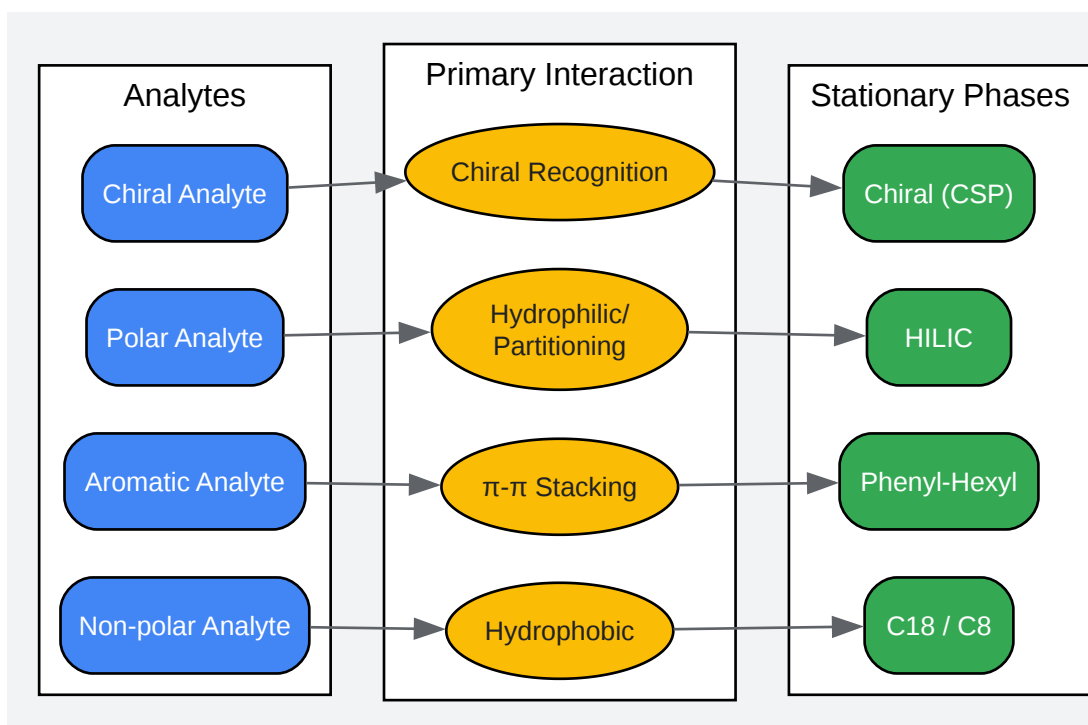 Analytes
Primary Interaction
Stationary Phases
Chiral Analyte
Chiral Recognition
Chiral (CSP)
Polar Analyte
Hydrophilic/
Partitioning
HILIC
Aromatic Analyte
π-π Stacking
Phenyl-Hexyl
Non-polar Analyte
Hydrophobic
C18 / C8